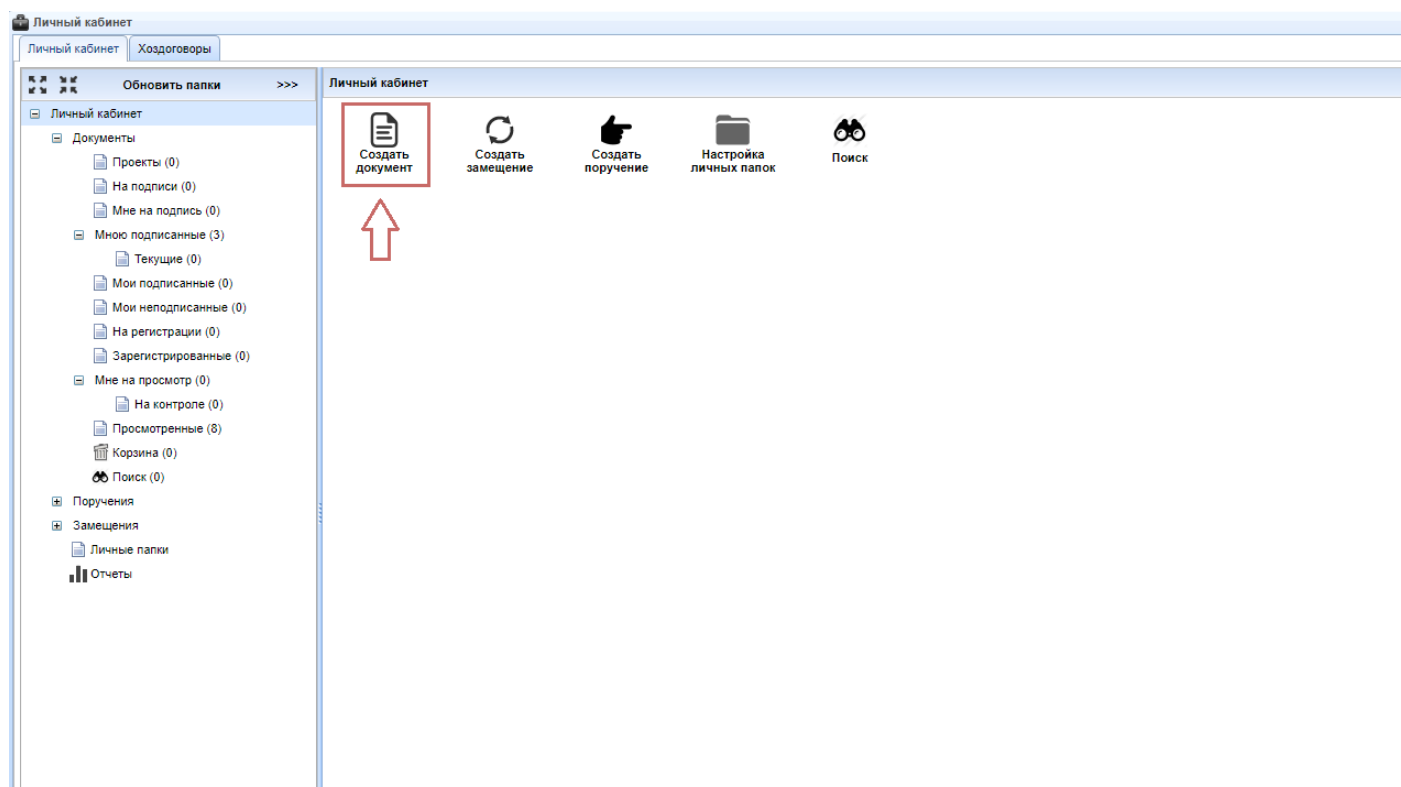 Личный кабинет
Личный кабинет Хоздоговоры
Обновить папки >>>
Личный кабинет
Документы
Проекты (0)
На подписи (0)
Мне на подпись (0)
Мною подписанные (3)
Текущие (0)
Мои подписанные (0)
Мои неподписанные (0)
На регистрации (0)
Зарегистрированные (0)
Мне на просмотр (0)
На контроле (0)
Просмотренные (8)
Корзина (0)
Поиск (0)
Поручения
Замещения
Личные папки
Отчеты
Личный кабинет
Создать
документ
Создать
замещение
Создать
поручение
Настройка
личных папок
Поиск